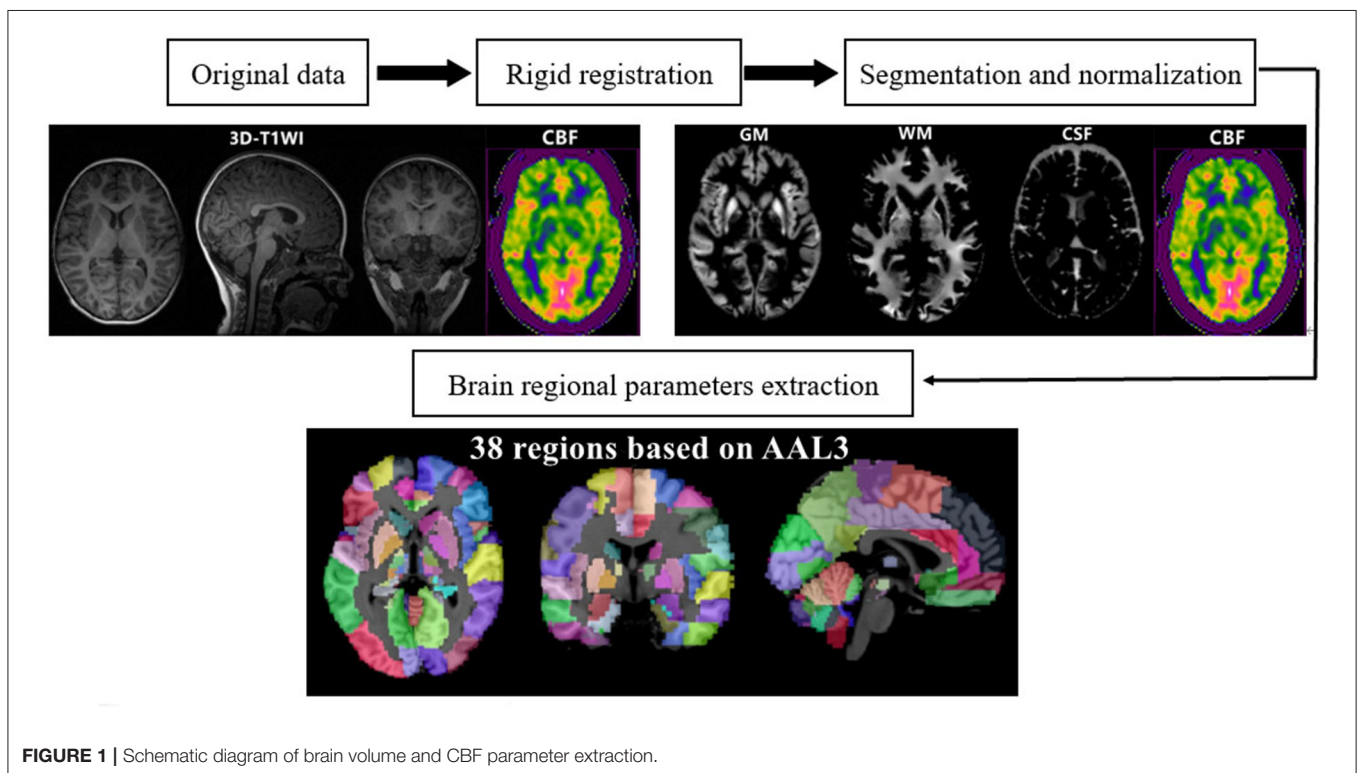 Original data
Rigid registration
Segmentation and normalization
3D-T1WI
CBF
GM
WM
CSF
CBF
Brain regional parameters extraction
38 regions based on AAL3
FIGURE 1 | Schematic diagram of brain volume and CBF parameter extraction.